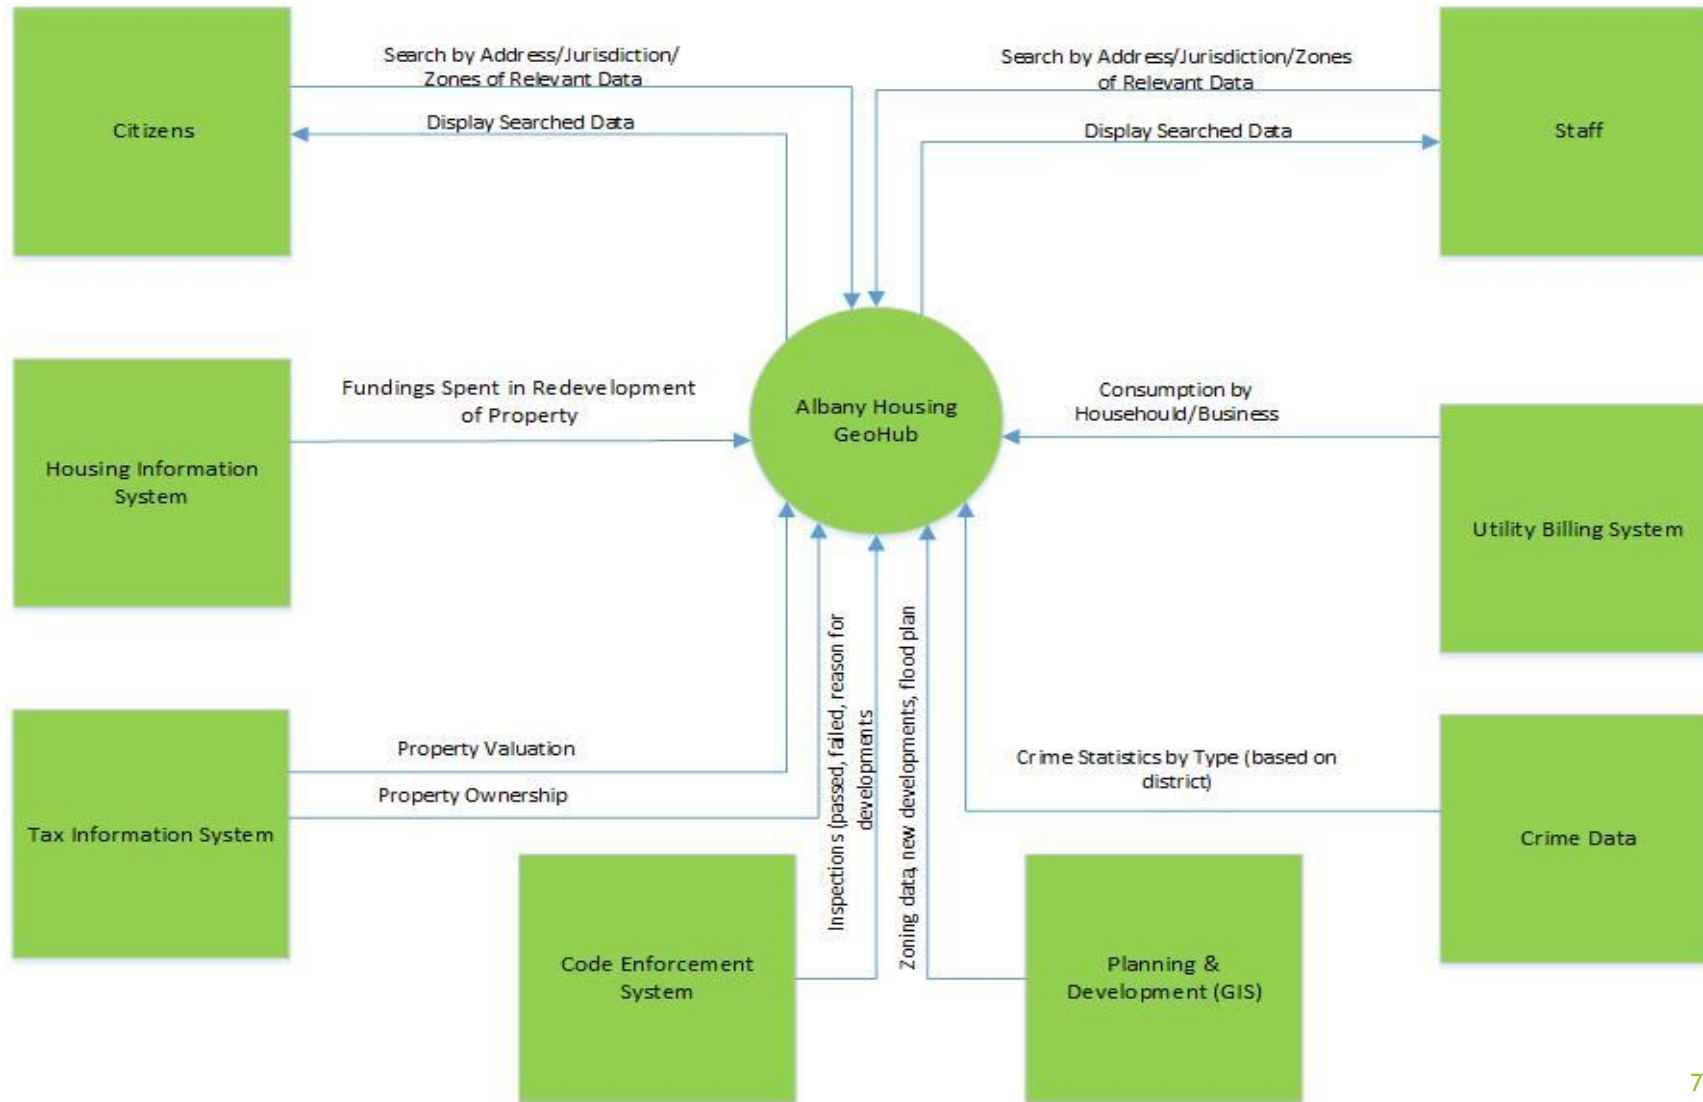 Search by Address/Jurisdiction/
Zones of Relevant Data
Display Searched Data
Citizens
Search by Address/Jurisdiction/Zones
of Relevant Data
Display Searched Data
Staff
Fundings Spent in Redevelopment
of Property
Housing Information
System
Albany Housing
GeoHub
Consumption by
Househould/Business
Utility Billing System
Property Valuation
Property Ownership
Tax Information System
Inspections (passed, failed, reason for
developments
Zoning data, new developments, flood plan
Crime Statistics by Type (based on
district)
Crime Data
Code Enforcement
System
Planning &
Development (GIS)
7